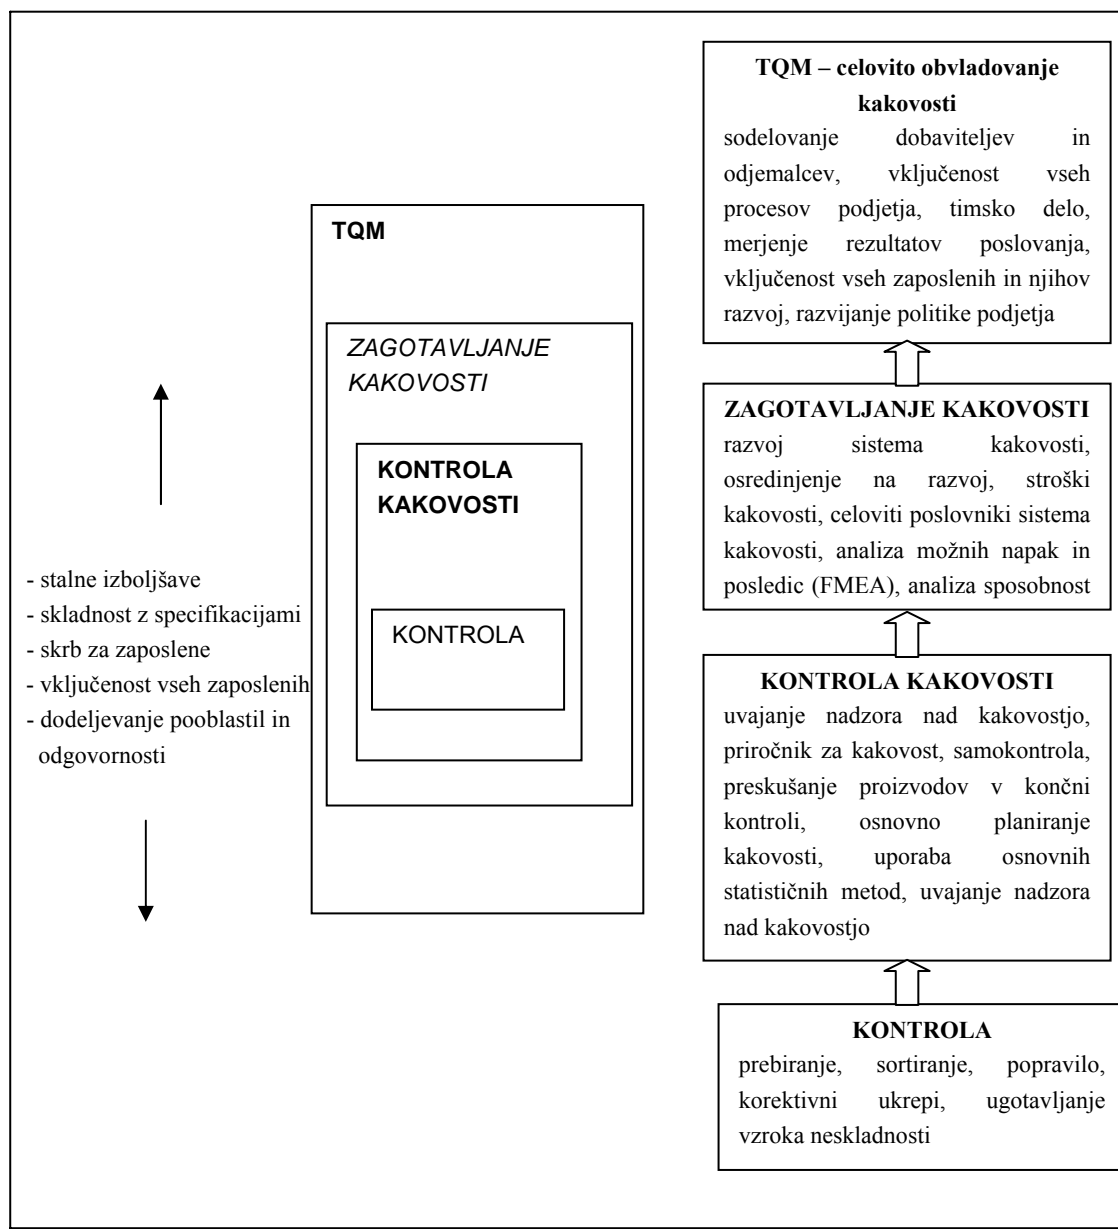 - stalne izboljšave
- skladnost z specifikacijami
- skrb za zaposlene
- vključenost vseh zaposlenih
- dodeljevanje pooblastil in
odgovornosti
TQM
ZAGOTAVLJANJE
KAKOVOSTI
KONTROLA
KAKOVOSTI
KONTROLA
TQM – celovito obvladovanje
kakovosti
sodelovanje dobaviteljev in
odjemalcev, vključenost vseh
procesov podjetja, timsko delo,
merjenje rezultatov poslovanja,
vključenost vseh zaposlenih in njihov
razvoj, razvijanje politike podjetja
ZAGOTAVLJANJE KAKOVOSTI
razvoj sistema kakovosti,
osredinjenje na razvoj, stroški
kakovosti, celoviti poslovniki sistema
kakovosti, analiza možnih napak in
posledic (FMEA), analiza sposobnost
KONTROLA KAKOVOSTI
uvajanje nadzora nad kakovostjo,
priročnik za kakovost, samokontrola,
preskušanje proizvodov v končni
kontroli, osnovno planiranje
kakovosti, uporaba osnovnih
statističnih metod, uvajanje nadzora
nad kakovostjo
KONTROLA
prebiranje, sortiranje, popravilo,
korektivni ukrepi, ugotavljanje
vzroka neskladnosti